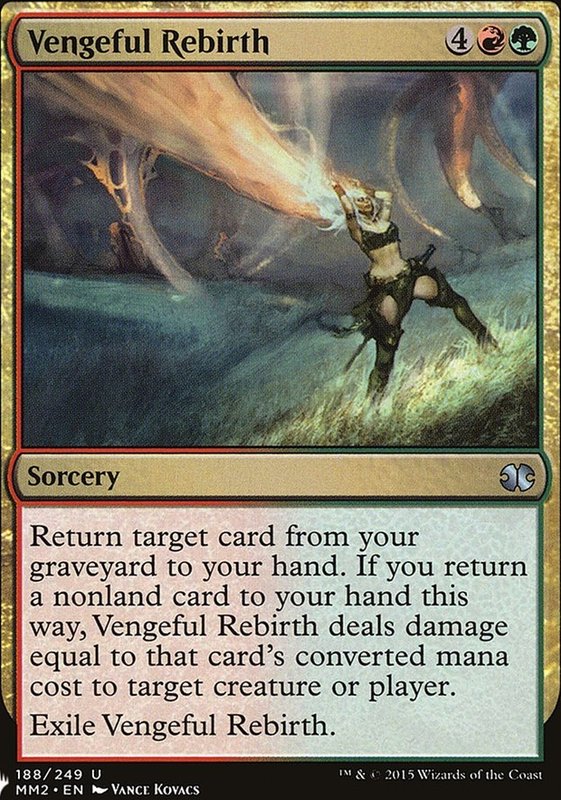 Vengeful Rebirth 4
Sorcery
Return target card from your
graveyard to your hand. If you return
a nonland card to your hand this
way, Vengeful Rebirth deals damage
equal to that card's converted mana
cost to target creature or player.
Exile Vengeful Rebirth.
188/249 U
MM2 • EN Vance Kovacs
™ & © 2015 Wizards of the Coast